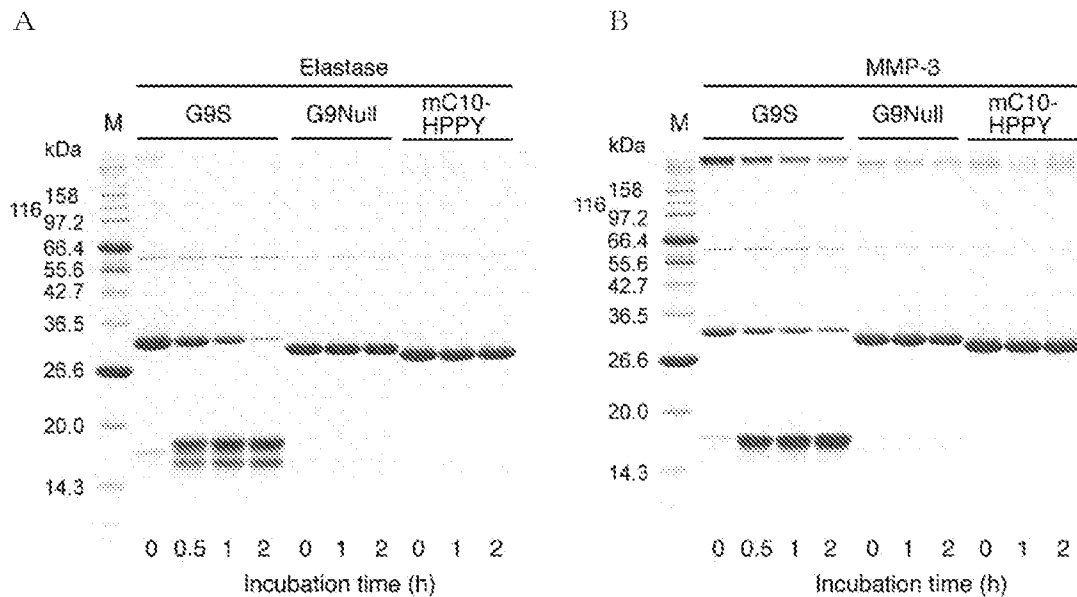 A
Elastase
M
G9S
G9Null
mC10-
HPPY
kDa
158
116
97.2
66.4
55.6
42.7
36.5
26.6
20.0
14.3
0 0.5 1 2 0 1 2 0 1 2
Incubation time (h)
B
MMP-3
M
G9S
G9Null
mC10-
HPPY
kDa
158
116
97.2
66.4
55.6
42.7
36.5
26.6
20.0
14.3
0 0.5 1 2 0 1 2 0 1 2
Incubation time (h)